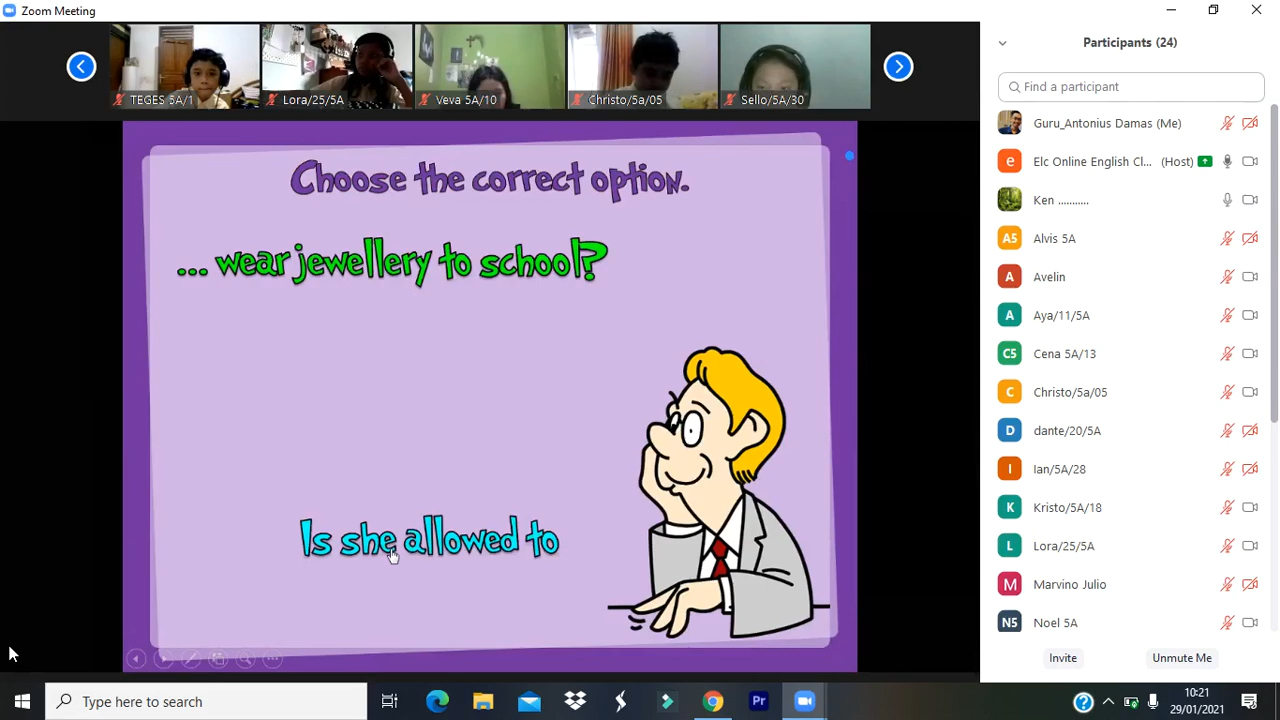 Zoom Meeting
TEGES 5A/1
Lora/25/5A
Veva 5A/10
Christo/5a/05
Sello/5A/30
Choose the correct option.
... wear jewellery to school?
Is she allowed to
Participants (24)
Find a participant
Guru_Antonius Damas (Me)
e Elc Online English Cl... (Host)
Ken ...........
A5 Alvis 5A
A Avelin
A Aya/11/5A
C5 Cena 5A/13
C Christo/5a/05
D dante/20/5A
I Ian/5A/28
K Kristo/5A/18
L Lora/25/5A
M Marvino Julio
N5 Noel 5A
Invite Unmute Me
Type here to search
Pr
10:21
29/01/2021